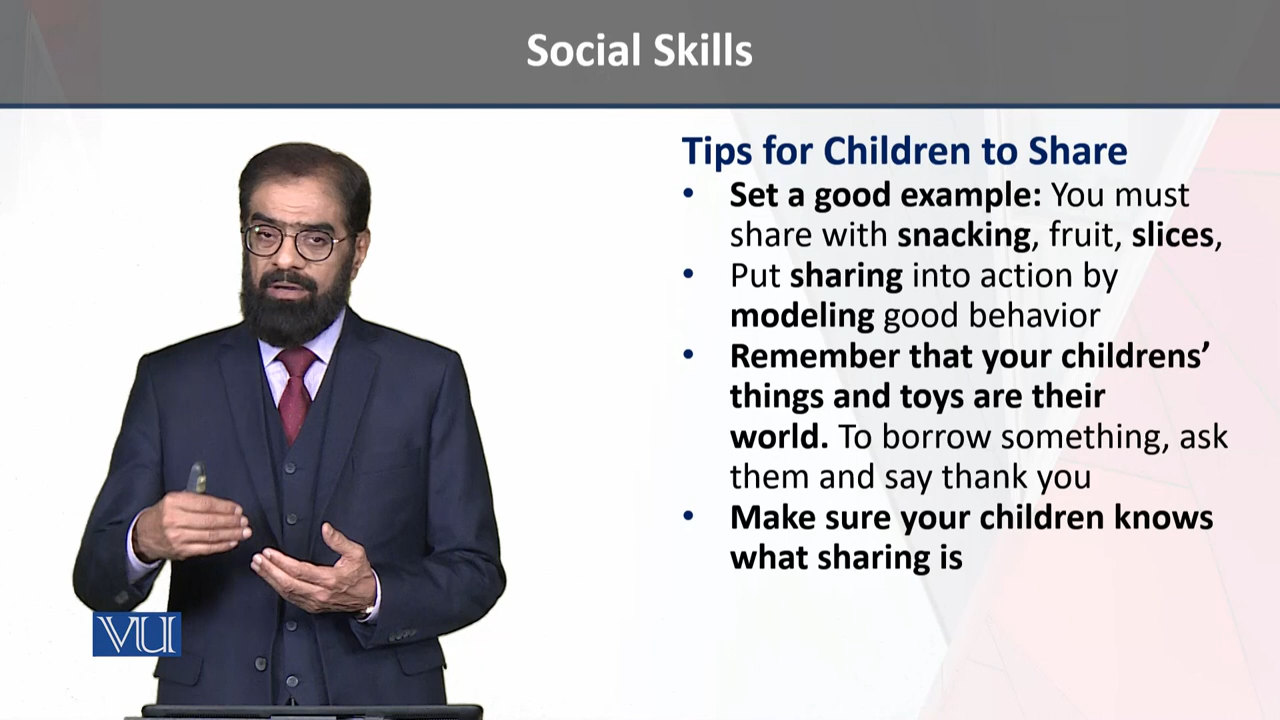 Social Skills
Tips for Children to Share
• Set a good example: You must
share with snacking, fruit, slices,
• Put sharing into action by
modeling good behavior
• Remember that your childrens’
things and toys are their
world. To borrow something, ask
them and say thank you
• Make sure your children knows
what sharing is
VU